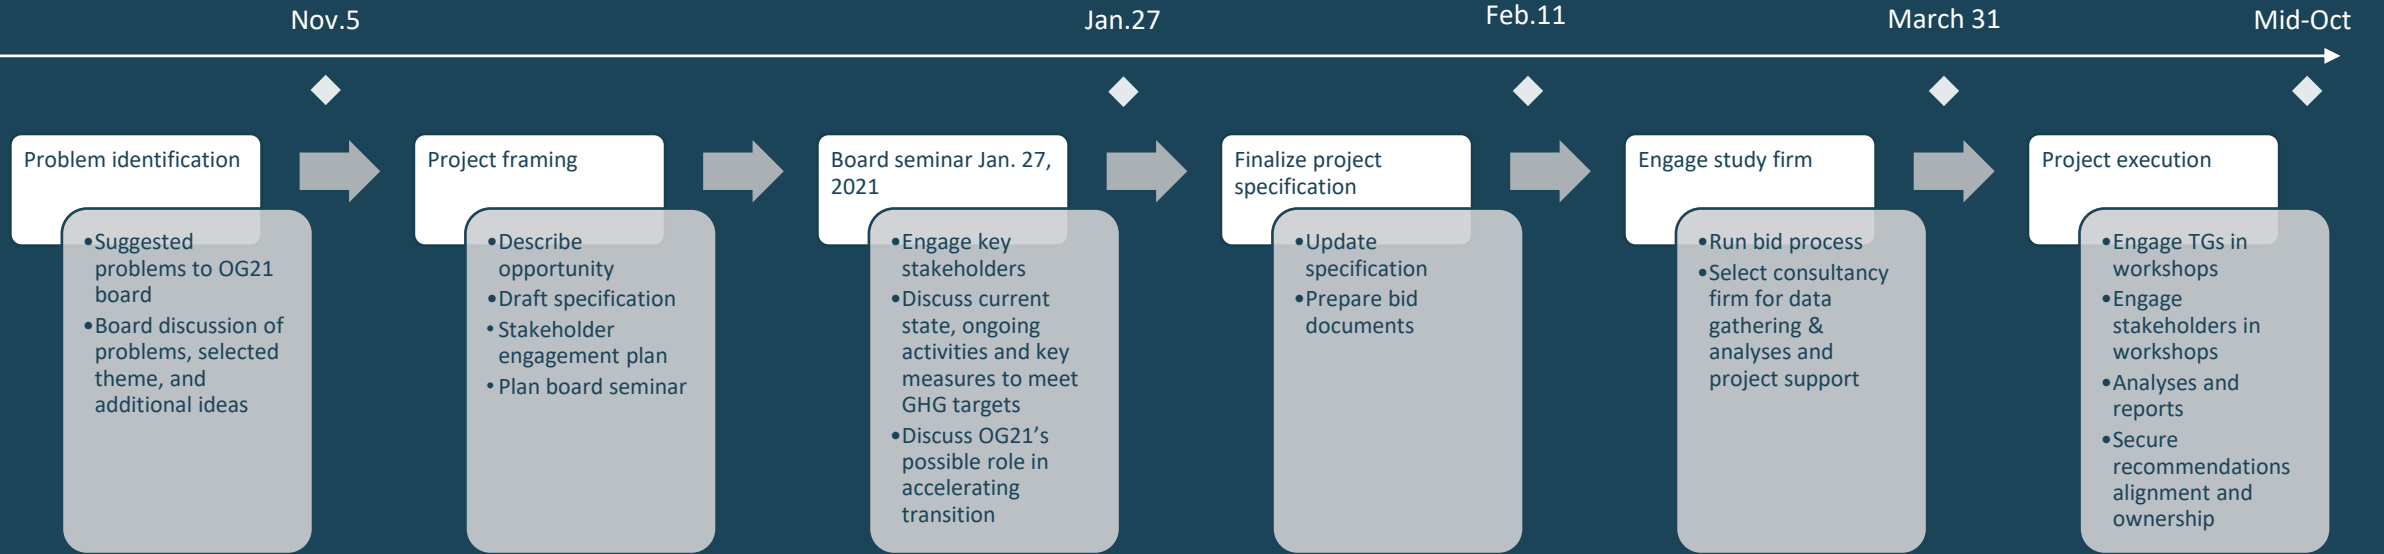 Nov.5
Jan.27
Feb.11
March 31
Mid-Oct
Problem identification
•Suggested
problems to OG21
board
•Board discussion of
problems, selected
theme, and
additional ideas
Project framing
•Describe
opportunity
•Draft specification
•Stakeholder
engagement plan
•Plan board seminar
Board seminar Jan. 27,
2021
•Engage key
stakeholders
•Discuss current
state, ongoing
activities and key
measures to meet
GHG targets
•Discuss OG21’s
possible role in
accelerating
transition
Finalize project
specification
•Update
specification
•Prepare bid
documents
Engage study firm
•Run bid process
•Select consultancy
firm for data
gathering &
analyses and
project support
Project execution
•Engage TGs in
workshops
•Engage
stakeholders in
workshops
•Analyses and
reports
•Secure
recommendations
alignment and
ownership